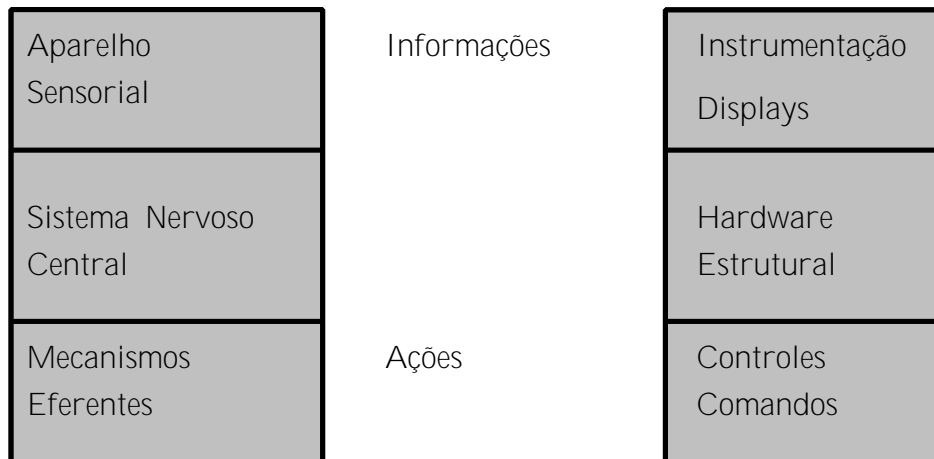 Aparelho
Sensorial
Informações
Instrumentação
Displays
Sistema Nervoso
Central
Hardware
Estrutural
Mecanismos
Eferentes
Ações
Controles
Comandos